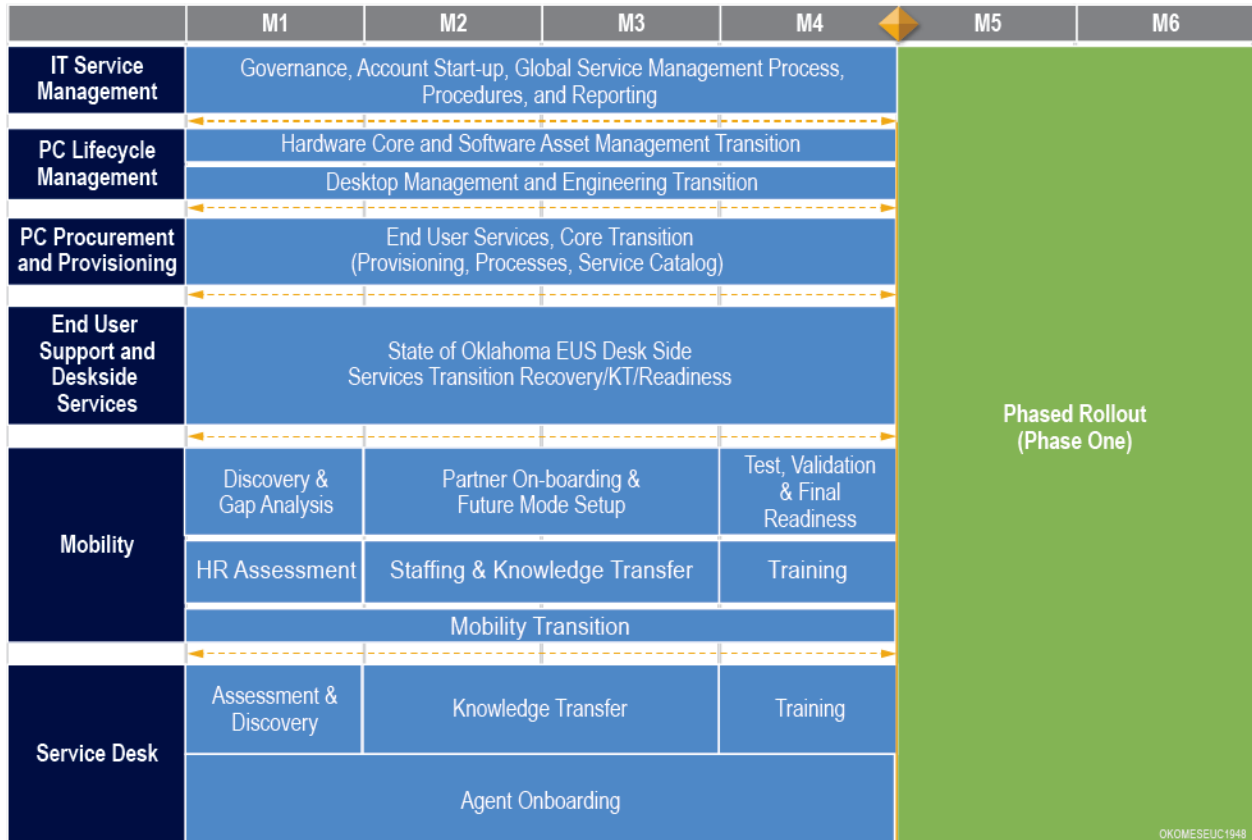 M1 M2 M3 M4 M5 M6
IT Service
Management
Governance, Account Start-up, Global Service Management Process,
Procedures, and Reporting
PC Lifecycle
Management
Hardware Core and Software Asset Management Transition
Desktop Management and Engineering Transition
PC Procurement
and Provisioning
End User Services, Core Transition
(Provisioning, Processes, Service Catalog)
End User
Support and
Deskside
Services
State of Oklahoma EUS Desk Side
Services Transition Recovery/KT/Readiness
Mobility
Discovery &
Gap Analysis
Partner On-boarding &
Future Mode Setup
Test, Validation
& Final
Readiness
HR Assessment
Staffing & Knowledge Transfer
Training
Mobility Transition
Service Desk
Assessment &
Discovery
Knowledge Transfer
Training
Agent Onboarding
Phased Rollout
(Phase One)
OKOMESEUC1948